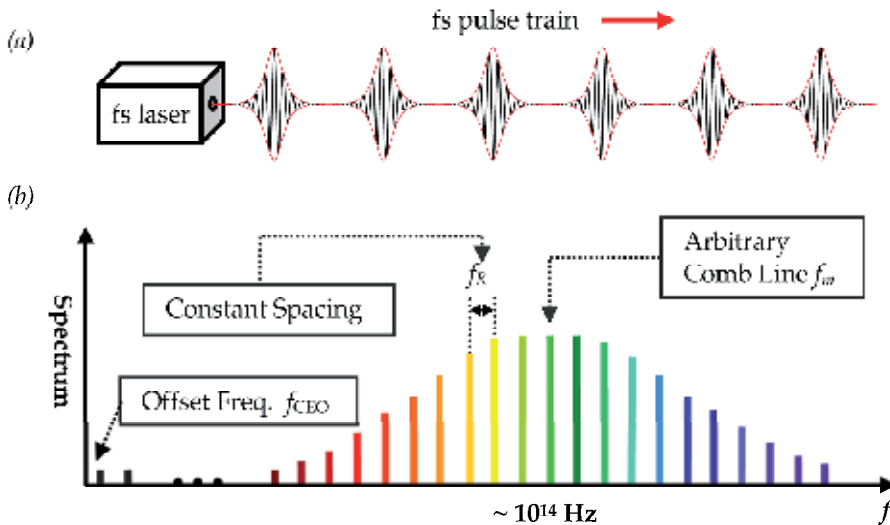 (a)
fs pulse train
fs laser
(b)
Spectrum
Constant Spacing
fR
Arbitrary
Comb Line fm
Offset Freq. fCEO
~ 10¹⁴ Hz
f